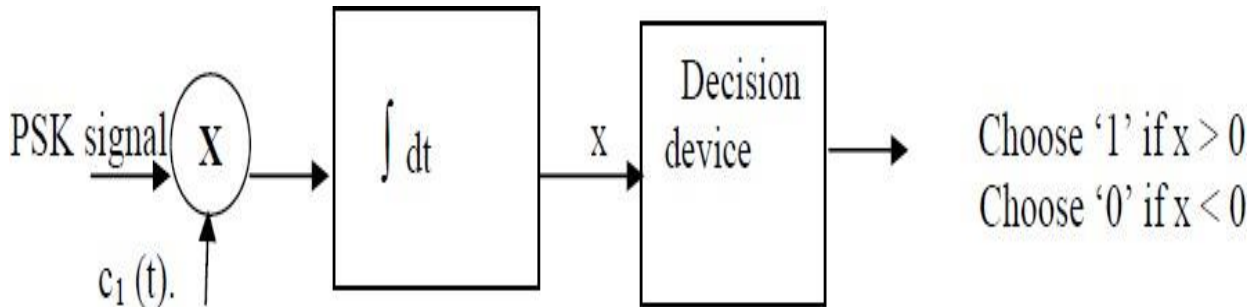 PSK signal
X
c₁ (t).
∫ dt
x
Decision
device
Choose ‘1’ if x > 0
Choose ‘0’ if x < 0